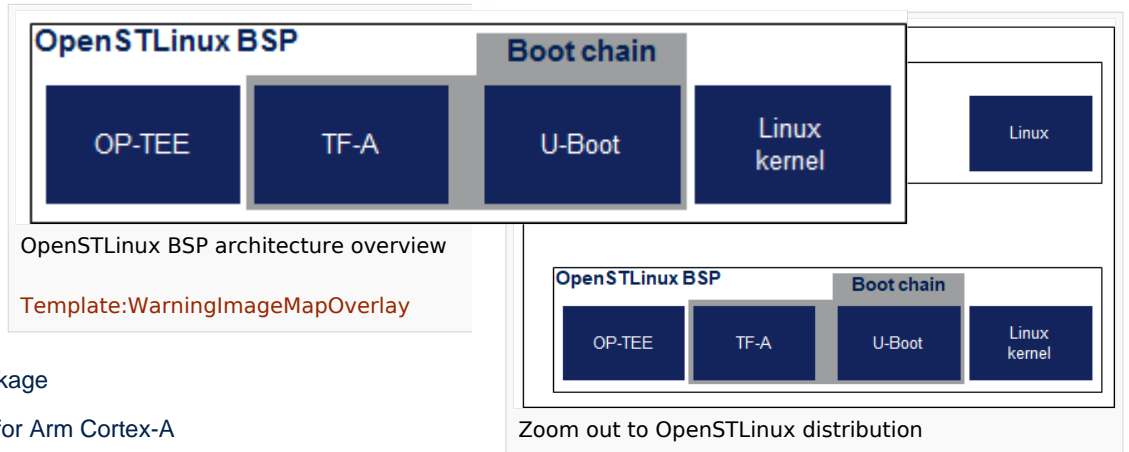 OpenSTLinux BSP
Boot chain
OP-TEE
TF-A
U-Boot
Linux
kernel
OpenSTLinux BSP architecture overview
Template:WarningImageMapOverlay
kage
for Arm Cortex-A
Linux
OpenSTLinux BSP
Boot chain
OP-TEE
TF-A
U-Boot
Linux
kernel
Zoom out to OpenSTLinux distribution